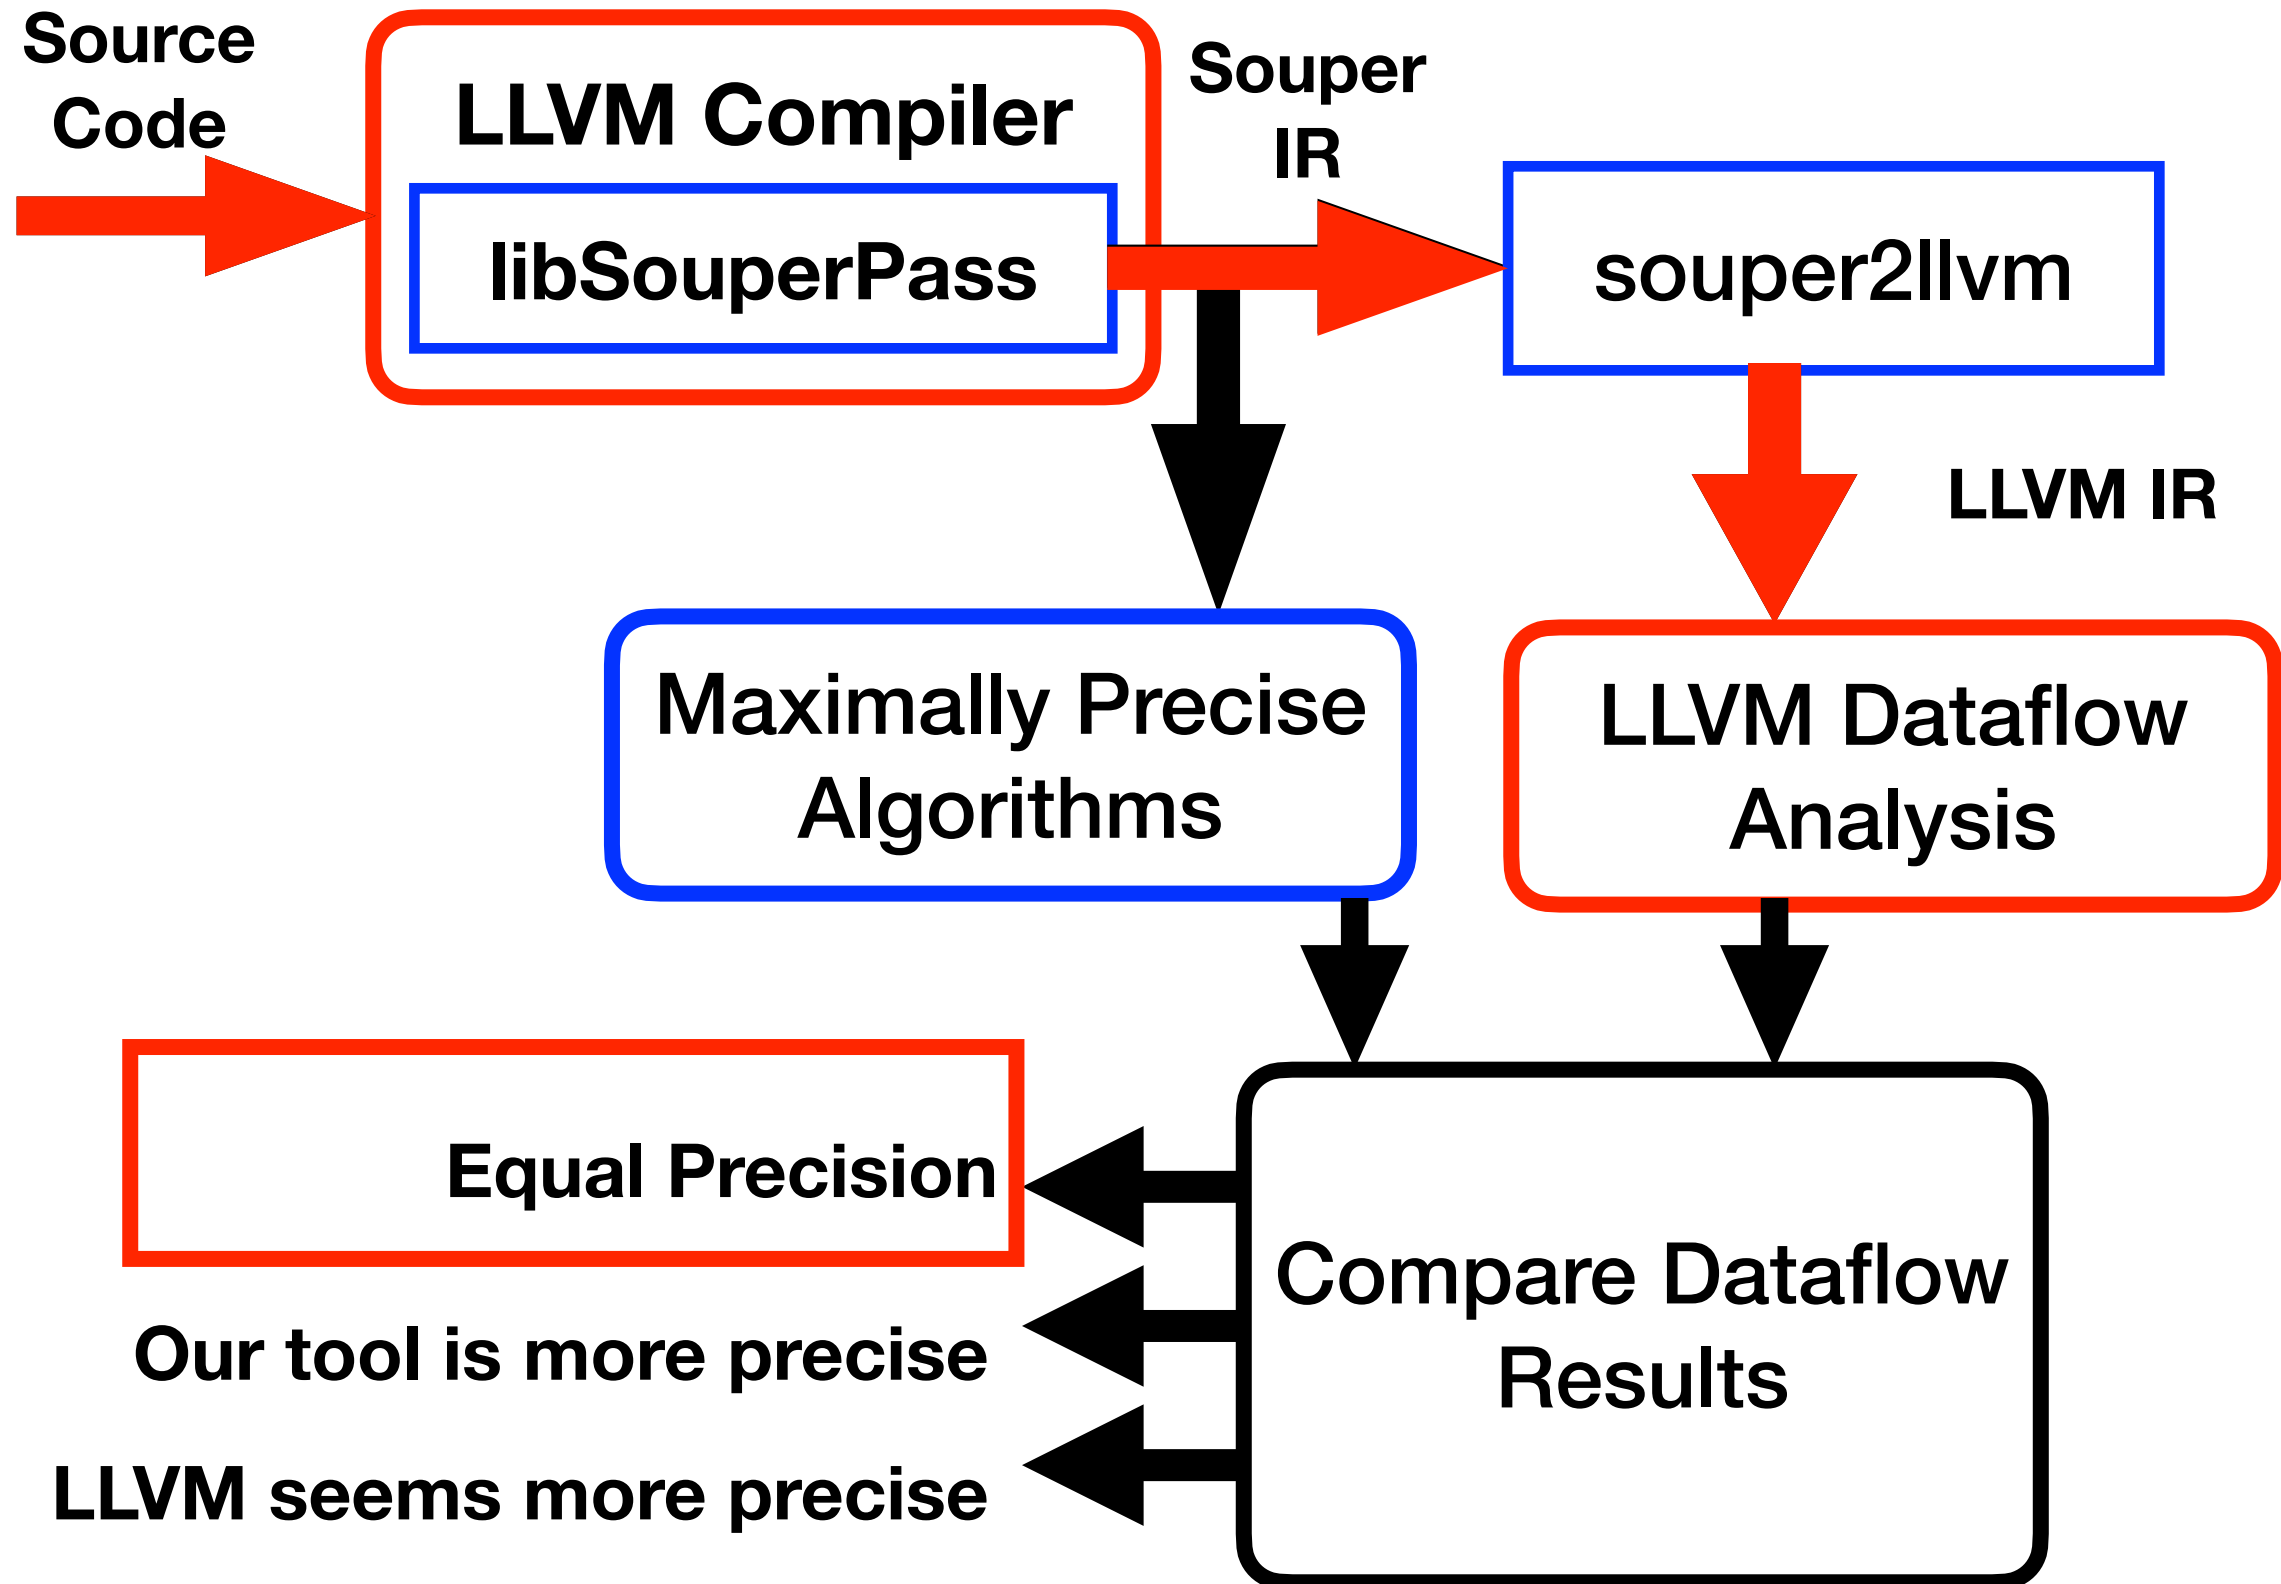 Source
Code
LLVM Compiler
libSouperPass
Souper
IR
souper2llvm
LLVM IR
Maximally Precise
Algorithms
LLVM Dataflow
Analysis
Equal Precision
Our tool is more precise
LLVM seems more precise
Compare Dataflow
Results